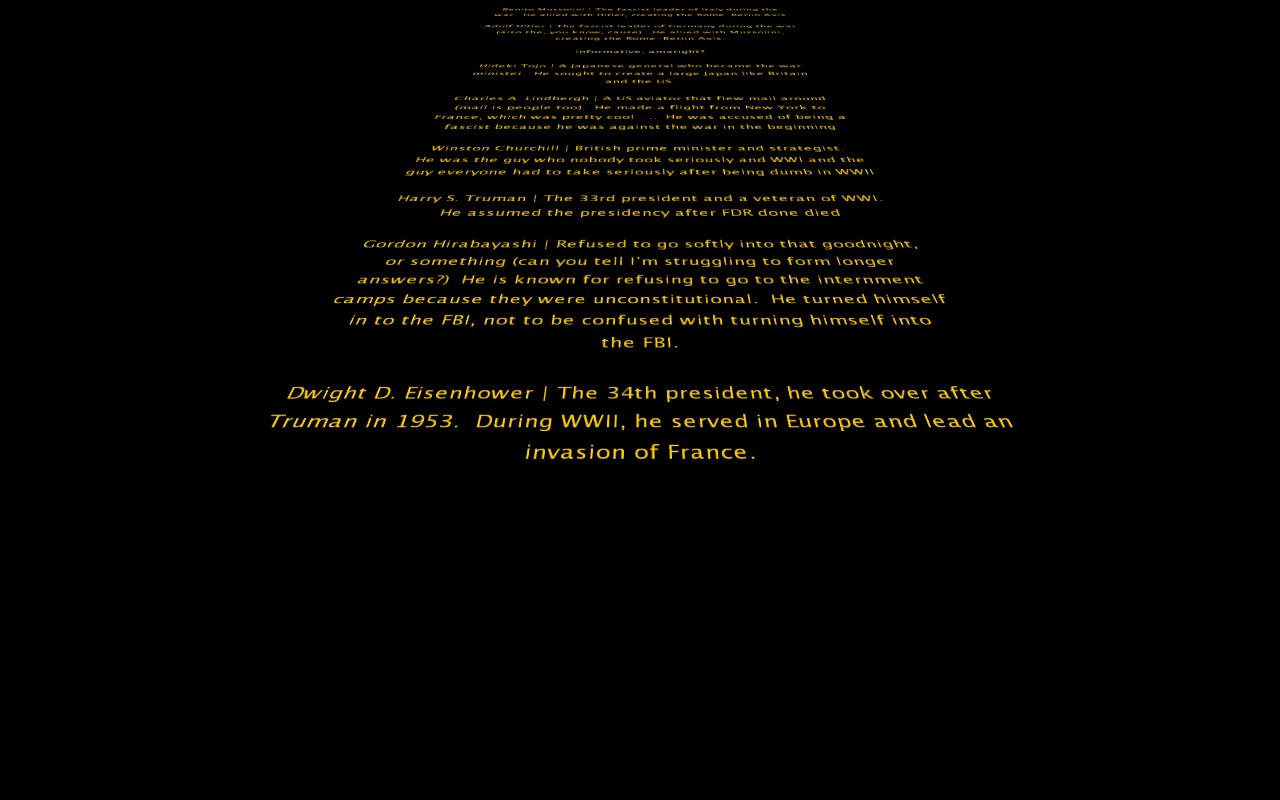 Benito Mussolini | The fascist leader of Italy during the
war. He allied with Hitler, creating the Rome-Berlin Axis
Adolf Hitler | The fascist leader of Germany during the war
(also the, you know, cause). He allied with Mussolini,
creating the Rome-Berlin Axis.
Informative, amaright?
Hideki Tojo | A Japanese general who became the war
minister. He sought to create a large Japan like Britain
and the US
Charles A. Lindbergh | A US aviator that flew mail around
(mail is people too). He made a flight from New York to
France, which was pretty cool .... He was accused of being a
fascist because he was against the war in the beginning
Winston Churchill | British prime minister and strategist.
He was the guy who nobody took seriously and WWI and the
guy everyone had to take seriously after being dumb in WWII
Harry S. Truman | The 33rd president and a veteran of WWI.
He assumed the presidency after FDR done died
Gordon Hirabayashi | Refused to go softly into that goodnight,
or something (can you tell I'm struggling to form longer
answers?) He is known for refusing to go to the internment
camps because they were unconstitutional. He turned himself
in to the FBI, not to be confused with turning himself into
the FBI.
Dwight D. Eisenhower | The 34th president, he took over after
Truman in 1953. During WWII, he served in Europe and lead an
invasion of France.